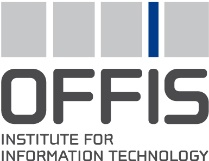 OFFIS
INSTITUTE FOR
INFORMATION TECHNOLOGY